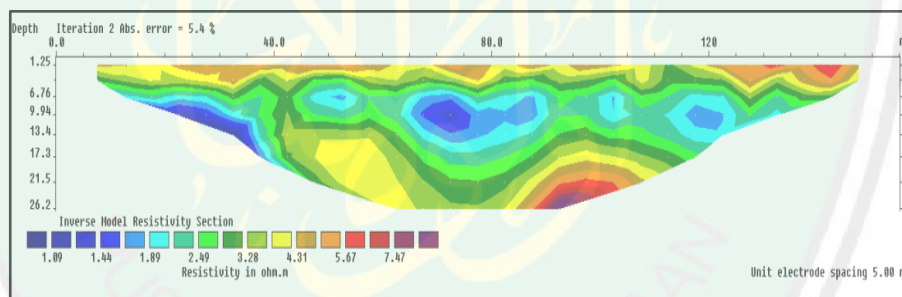 Depth Iteration 2 Abs. error = 5.4 %
0.0 40.0 80.0 120
1.25
6.76
9.94
13.4
17.3
21.5
26.2
Inverse Model Resistivity Section
1.09 1.44 1.89 2.49 3.28 4.31 5.67 7.47
Resistivity in ohm.m
Unit electrode spacing 5.00